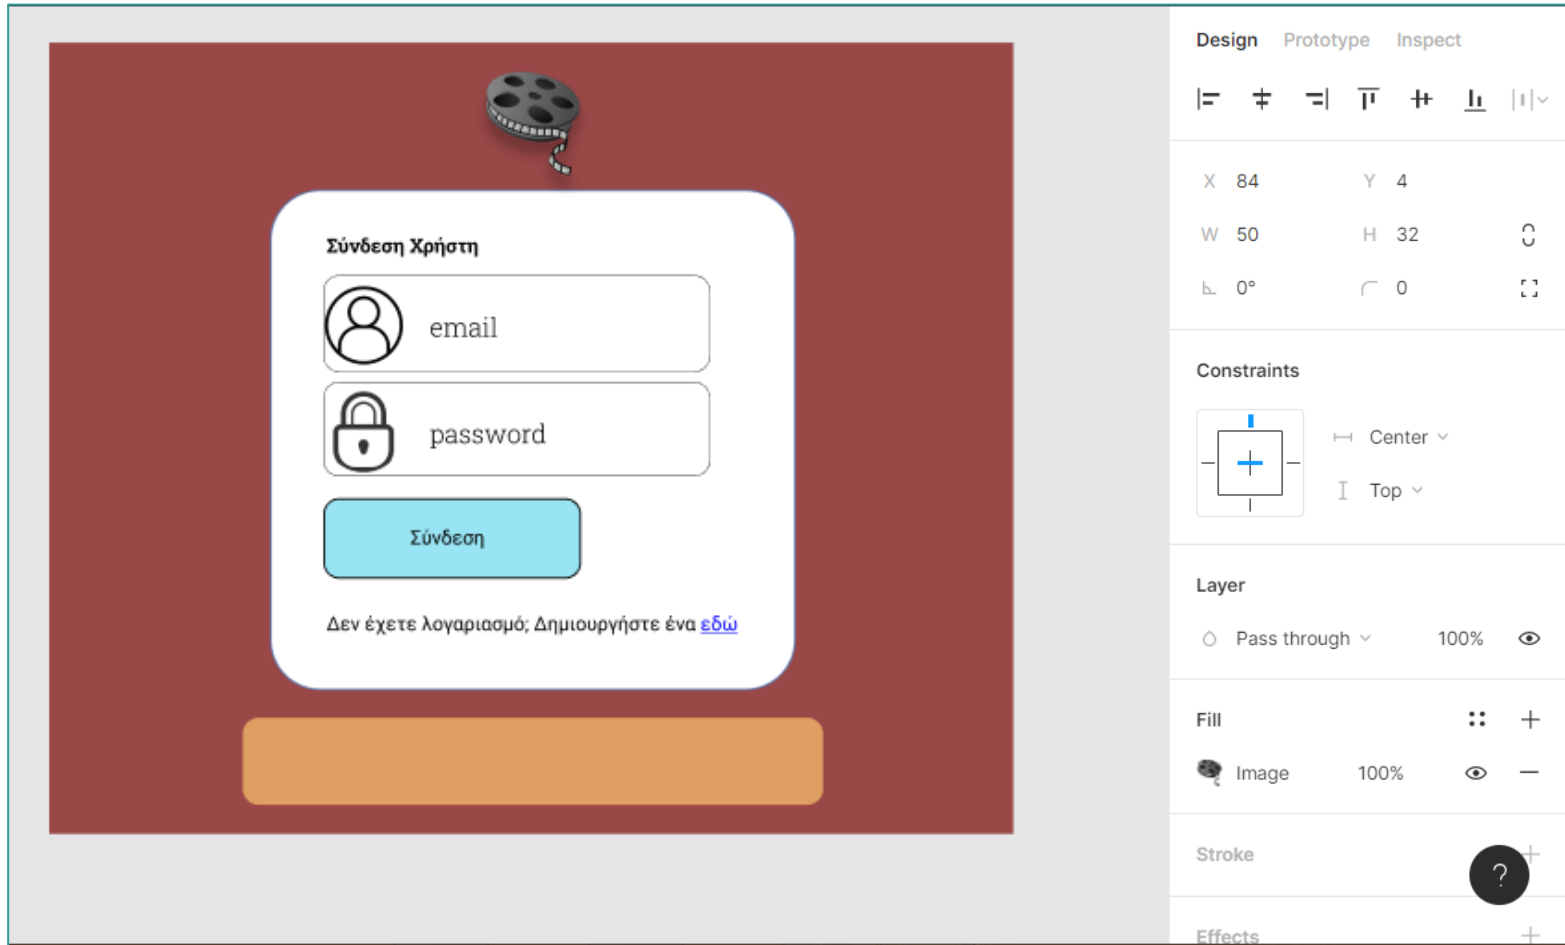 Design Prototype Inspect
X 84 Y 4
W 50 H 32
0° 0
Constraints
Center
Top
Layer
Pass through 100%
Fill
Image 100%
Stroke
?
Effects
Σύνδεση Χρήστη
email
password
Σύνδεση
Δεν έχετε λογαριασμό; Δημιουργήστε ένα εδώ